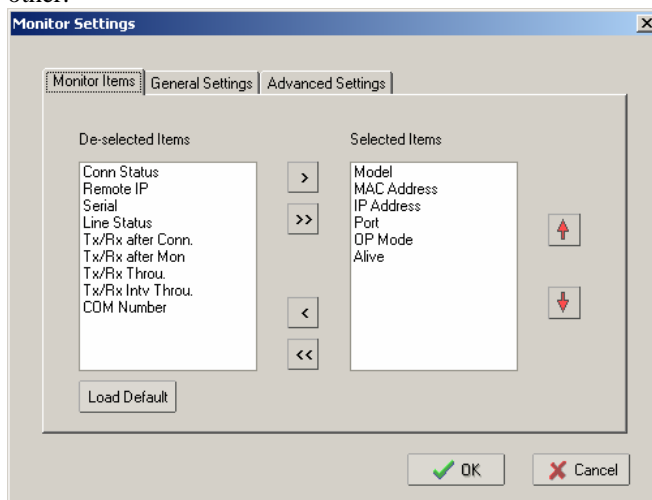 other.
Monitor Settings
Monitor Items General Settings Advanced Settings
De-selected Items
Conn Status
Remote IP
Serial
Line Status
Tx/Rx after Conn.
Tx/Rx after Mon
Tx/Rx Throu.
Tx/Rx Intv Throu.
COM Number
>
>>
<
<<
Selected Items
Model
MAC Address
IP Address
Port
OP Mode
Alive
Load Default
OK Cancel